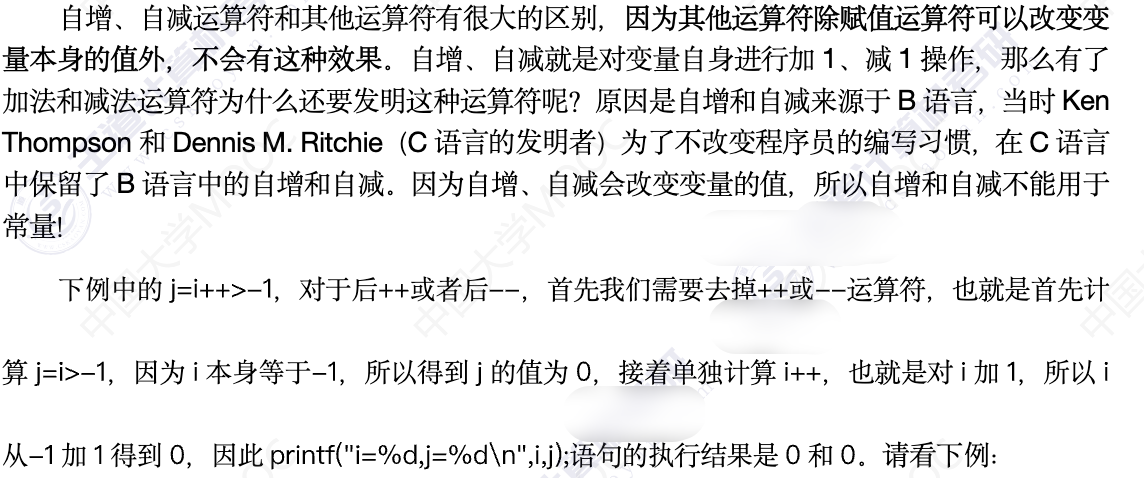 自增、自减运算符和其他运算符有很大的区别，因为其他运算符除赋值运算符可以改变变
量本身的值外，不会有这种效果。自增、自减就是对变量自身进行加 1、减 1 操作，那么有了
加法和减法运算符为什么还要发明这种运算符呢？原因是自增和自减来源于 B 语言，当时 Ken
Thompson 和 Dennis M. Ritchie（C 语言的发明者）为了不改变程序员的编写习惯，在 C 语言
中保留了 B 语言中的自增和自减。因为自增、自减会改变变量的值，所以自增和自减不能用于
常量!
下例中的 j=i++>-1，对于后++或者后--，首先我们需要去掉++或--运算符，也就是首先计
算 j=i>-1，因为 i 本身等于-1，所以得到 j 的值为 0，接着单独计算 i++，也就是对 i 加 1，所以 i
从-1 加 1 得到 0，因此 printf("i=%d,j=%d\n",i,j);语句的执行结果是 0 和 0。请看下例：